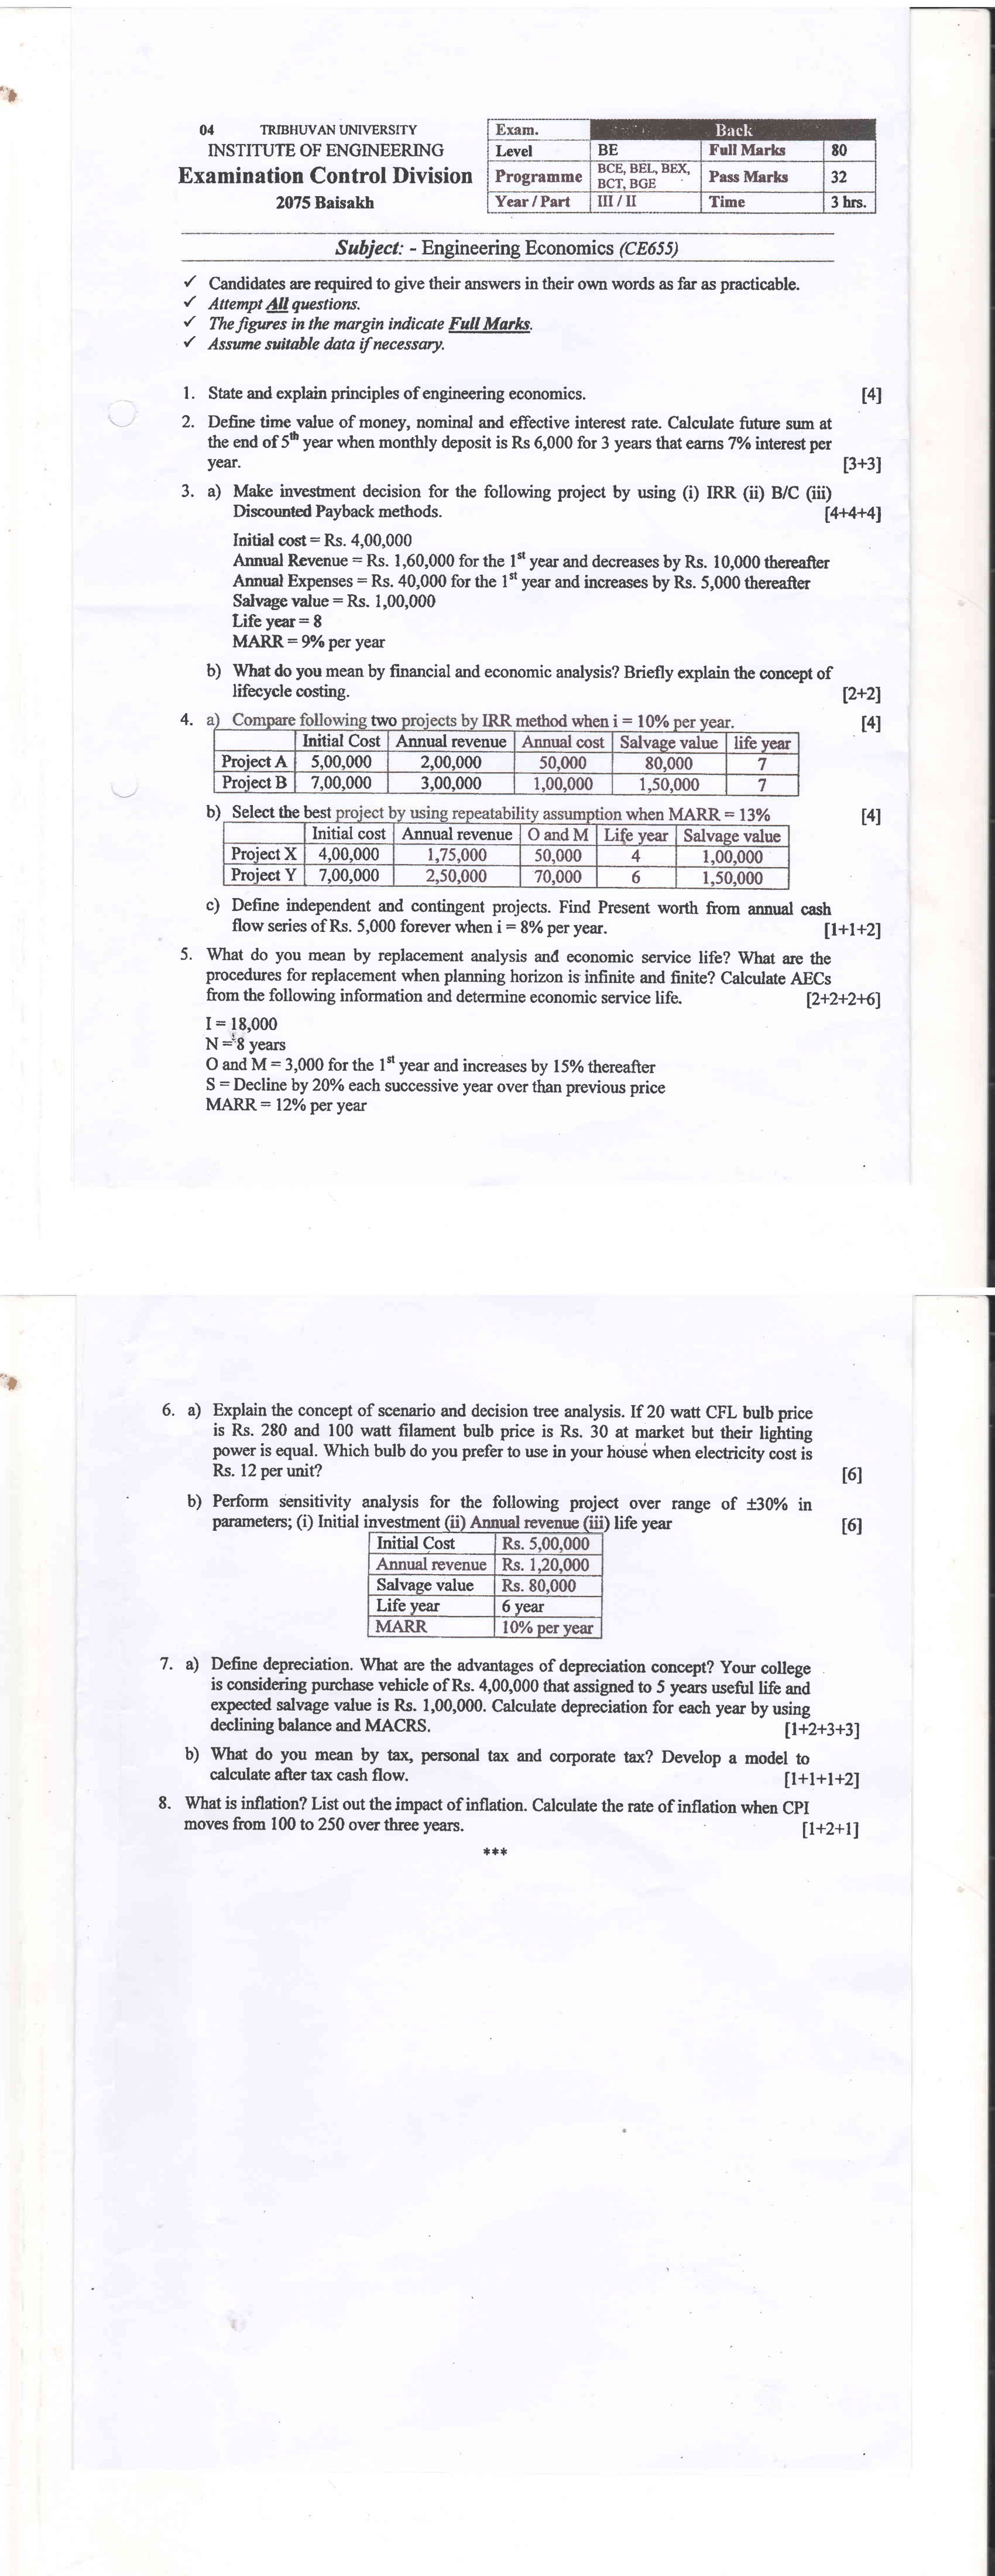 04 TRIBHUVAN UNIVERSITY
INSTITUTE OF ENGINEERING
Examination Control Division
2075 Baisakh
Exam. Back
Level BE Full Marks 80
Programme BCE, BEL, BEX, BCT, BGE Pass Marks 32
Year / Part III / II Time 3 hrs.
Subject: - Engineering Economics (CE655)
✓ Candidates are required to give their answers in their own words as far as practicable.
✓ Attempt All questions.
✓ The figures in the margin indicate Full Marks.
✓ Assume suitable data if necessary.
1. State and explain principles of engineering economics. [4]
2. Define time value of money, nominal and effective interest rate. Calculate future sum at
the end of 5th year when monthly deposit is Rs 6,000 for 3 years that earns 7% interest per
year. [3+3]
3. a) Make investment decision for the following project by using (i) IRR (ii) B/C (iii)
Discounted Payback methods. [4+4+4]
Initial cost = Rs. 4,00,000
Annual Revenue = Rs. 1,60,000 for the 1st year and decreases by Rs. 10,000 thereafter
Annual Expenses = Rs. 40,000 for the 1st year and increases by Rs. 5,000 thereafter
Salvage value = Rs. 1,00,000
Life year = 8
MARR = 9% per year
b) What do you mean by financial and economic analysis? Briefly explain the concept of
lifecycle costing. [2+2]
4. a) Compare following two projects by IRR method when i = 10% per year. [4]
Initial Cost Annual revenue Annual cost Salvage value life year
Project A 5,00,000 2,00,000 50,000 80,000 7
Project B 7,00,000 3,00,000 1,00,000 1,50,000 7
b) Select the best project by using repeatability assumption when MARR = 13% [4]
Initial cost Annual revenue O and M Life year Salvage value
Project X 4,00,000 1,75,000 50,000 4 1,00,000
Project Y 7,00,000 2,50,000 70,000 6 1,50,000
c) Define independent and contingent projects. Find Present worth from annual cash
flow series of Rs. 5,000 forever when i = 8% per year. [1+1+2]
5. What do you mean by replacement analysis and economic service life? What are the
procedures for replacement when planning horizon is infinite and finite? Calculate AECs
from the following information and determine economic service life. [2+2+2+6]
I = 18,000
N = 8 years
O and M = 3,000 for the 1st year and increases by 15% thereafter
S = Decline by 20% each successive year over than previous price
MARR = 12% per year
6. a) Explain the concept of scenario and decision tree analysis. If 20 watt CFL bulb price
is Rs. 280 and 100 watt filament bulb price is Rs. 30 at market but their lighting
power is equal. Which bulb do you prefer to use in your house when electricity cost is
Rs. 12 per unit? [6]
b) Perform sensitivity analysis for the following project over range of ±30% in
parameters; (i) Initial investment (ii) Annual revenue (iii) life year [6]
Initial Cost Rs. 5,00,000
Annual revenue Rs. 1,20,000
Salvage value Rs. 80,000
Life year 6 year
MARR 10% per year
7. a) Define depreciation. What are the advantages of depreciation concept? Your college
is considering purchase vehicle of Rs. 4,00,000 that assigned to 5 years useful life and
expected salvage value is Rs. 1,00,000. Calculate depreciation for each year by using
declining balance and MACRS. [1+2+3+3]
b) What do you mean by tax, personal tax and corporate tax? Develop a model to
calculate after tax cash flow. [1+1+1+2]
8. What is inflation? List out the impact of inflation. Calculate the rate of inflation when CPI
moves from 100 to 250 over three years. [1+2+1]
***